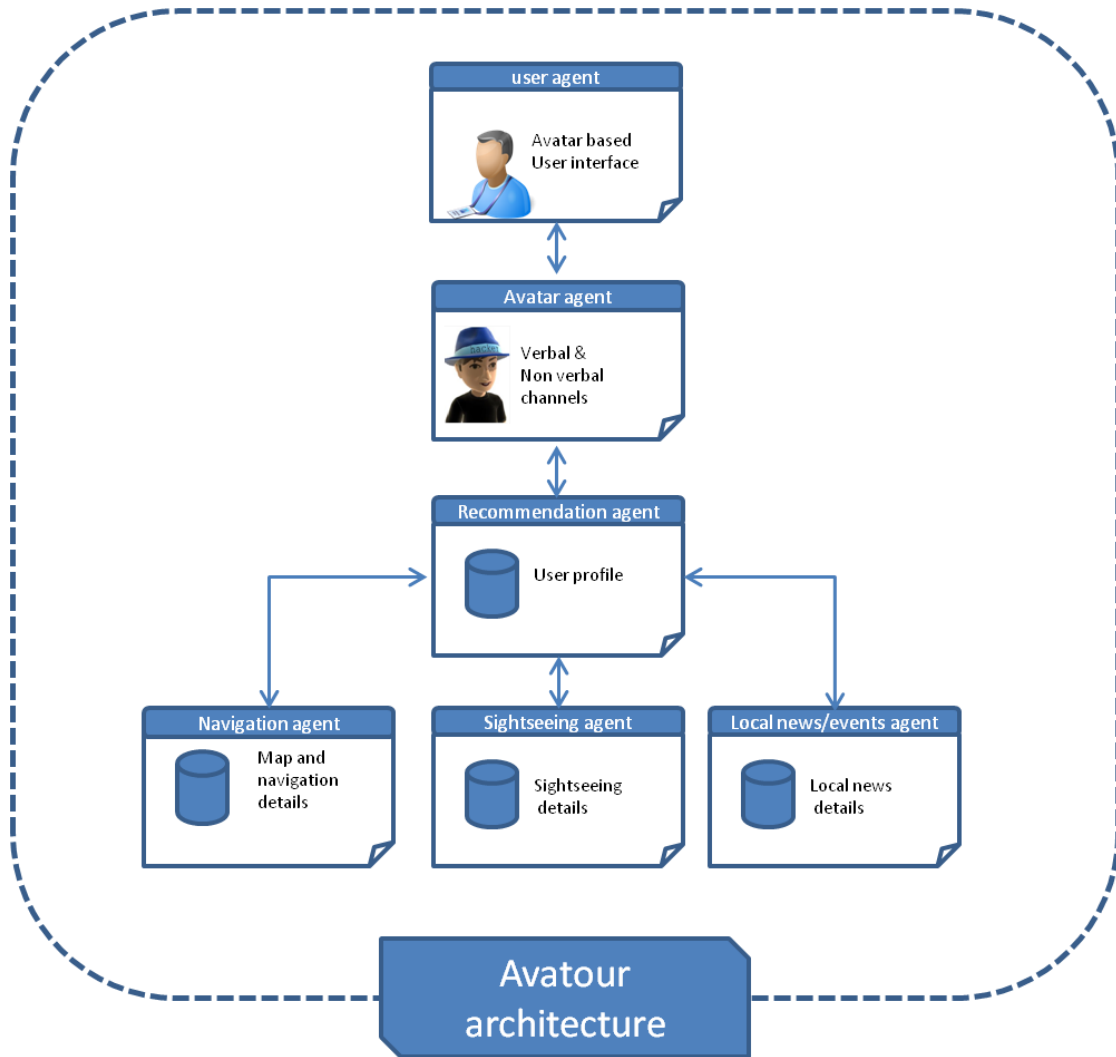 user agent
Avatar based
User interface
Avatar agent
hacker
Verbal &
Non verbal
channels
Recommendation agent
User profile
Navigation agent
Map and
navigation
details
Sightseeing agent
Sightseeing
details
Local news/events agent
Local news
details
Avatour
architecture